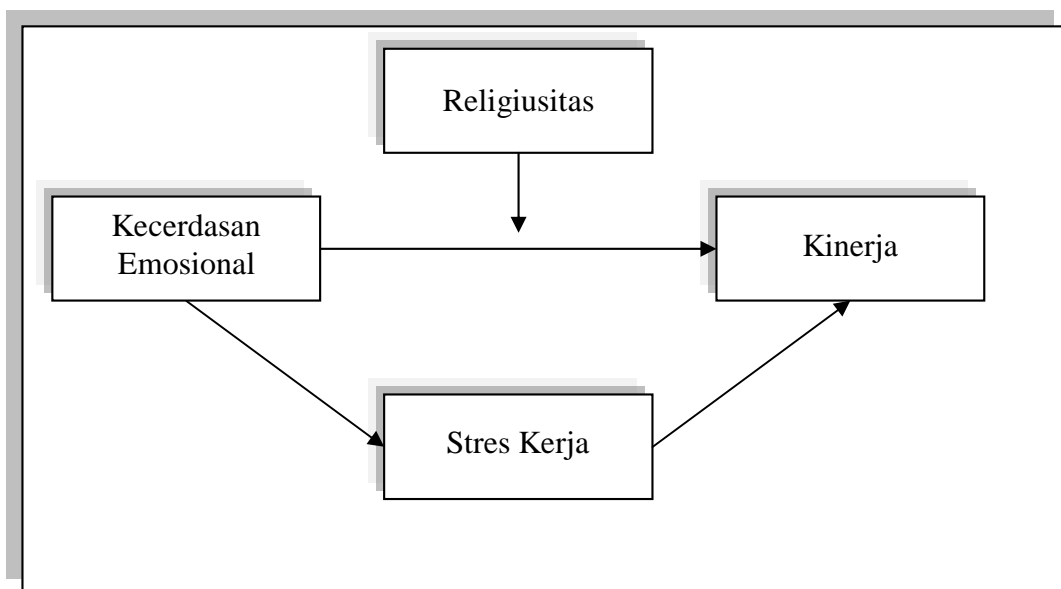 Religiusitas
Kecerdasan
Emosional
Kinerja
Stres Kerja